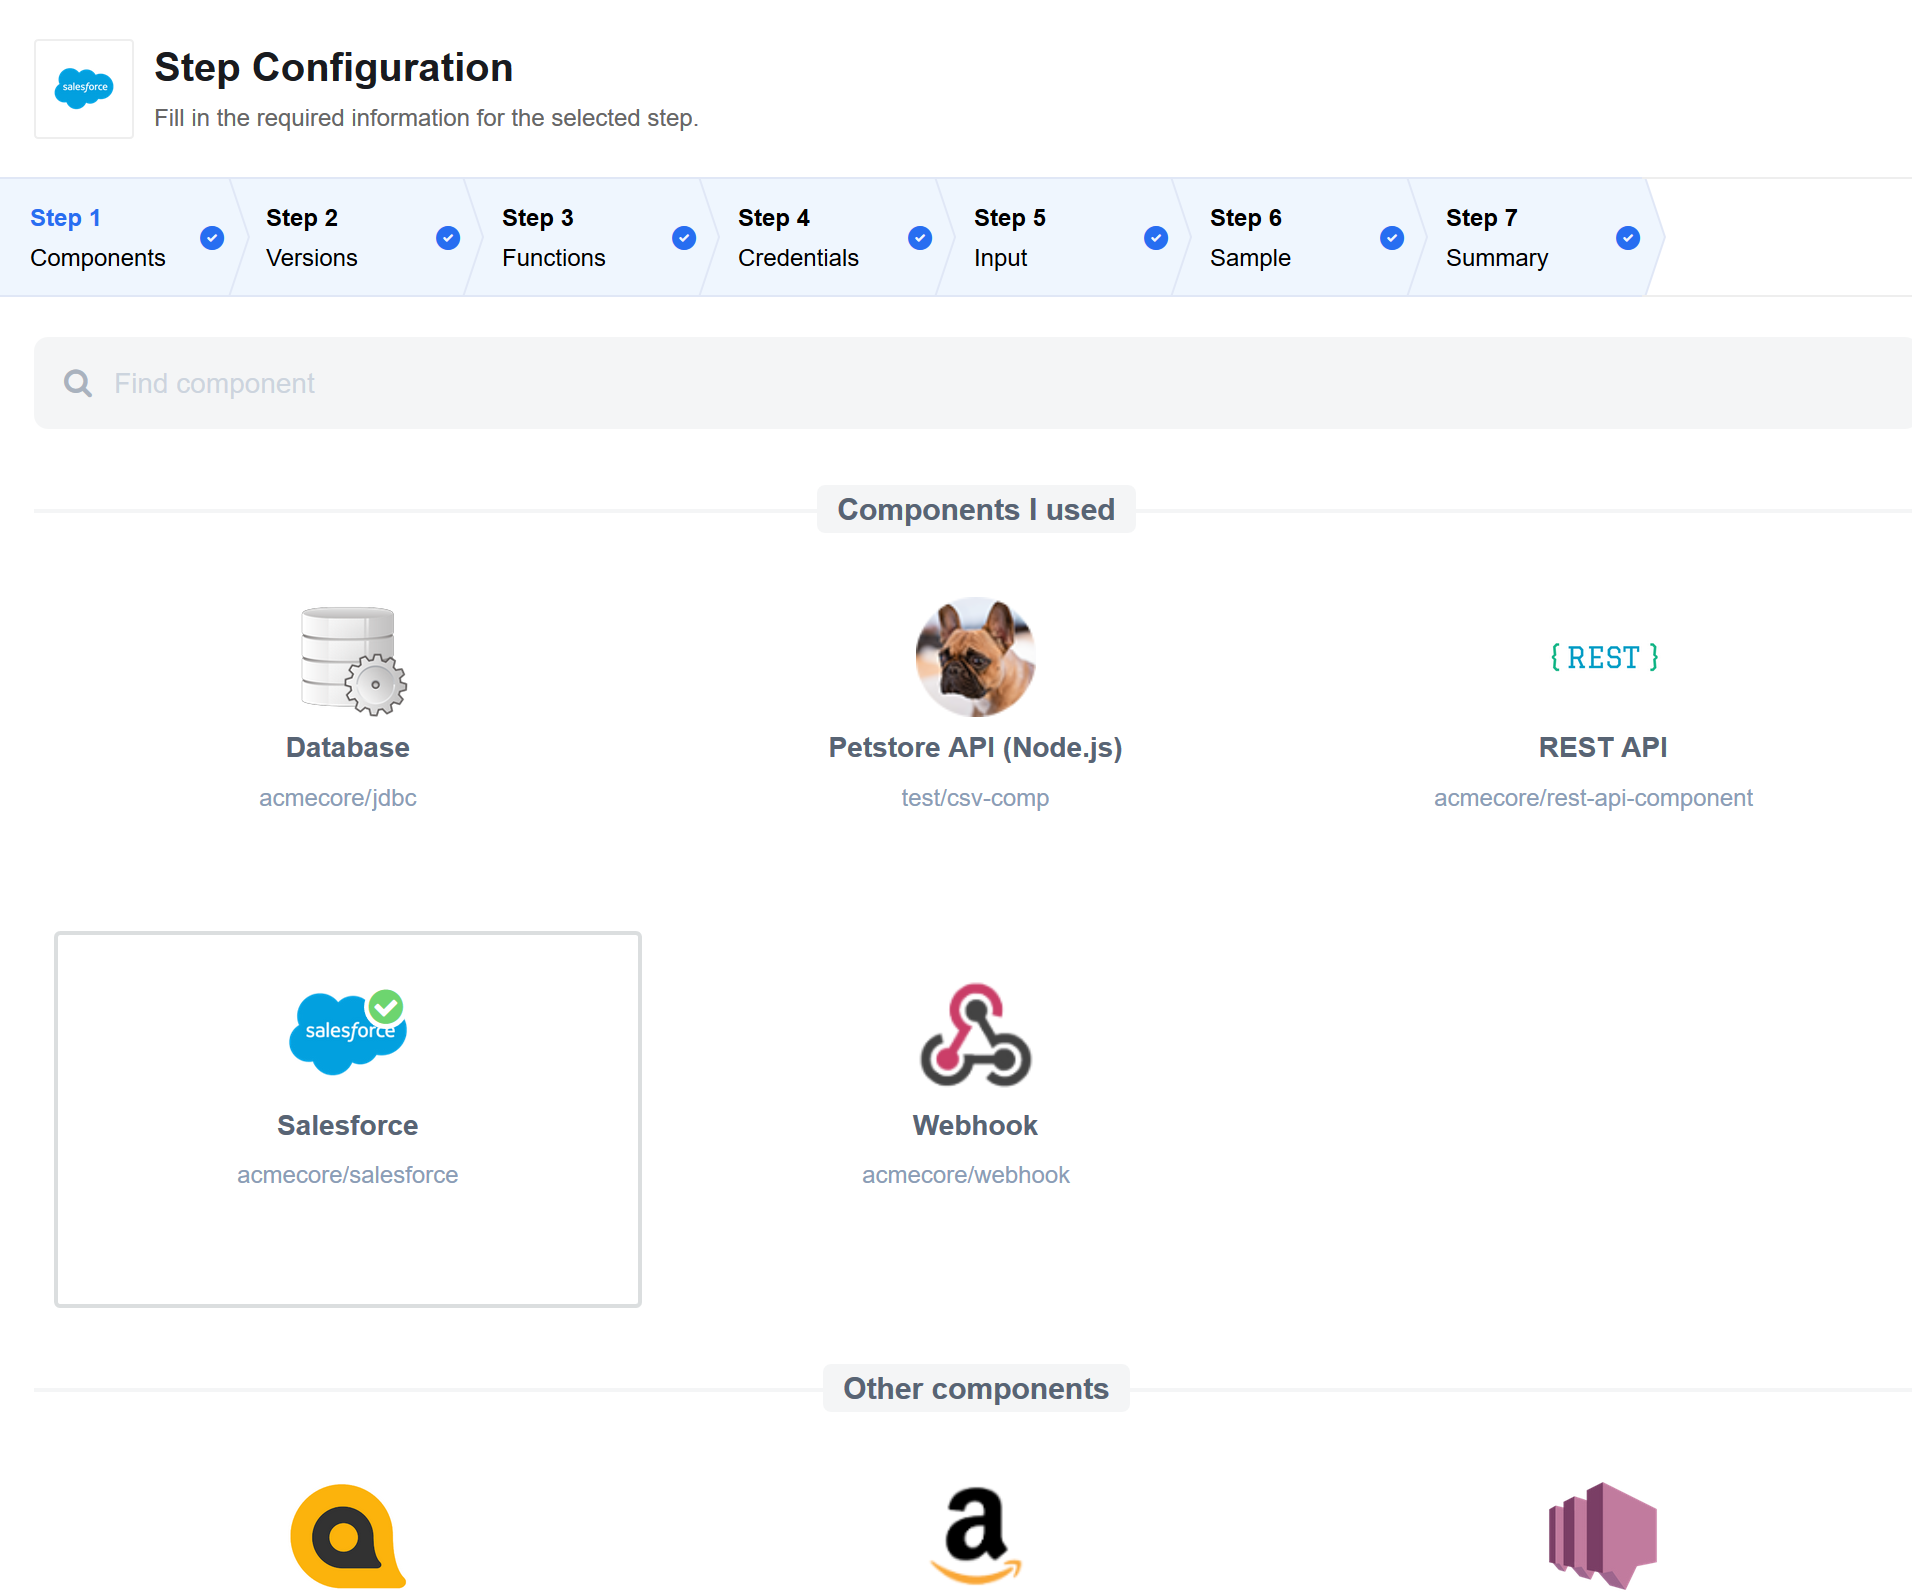 salesforce
Step Configuration
Fill in the required information for the selected step.
Step 1
Components
Step 2
Versions
Step 3
Functions
Step 4
Credentials
Step 5
Input
Step 6
Sample
Step 7
Summary
Find component
Components I used
{ REST }
Database
Petstore API (Node.js)
REST API
acmecore/jdbc
test/csv-comp
acmecore/rest-api-component
salesforce
Salesforce
Webhook
acmecore/salesforce
acmecore/webhook
Other components
a